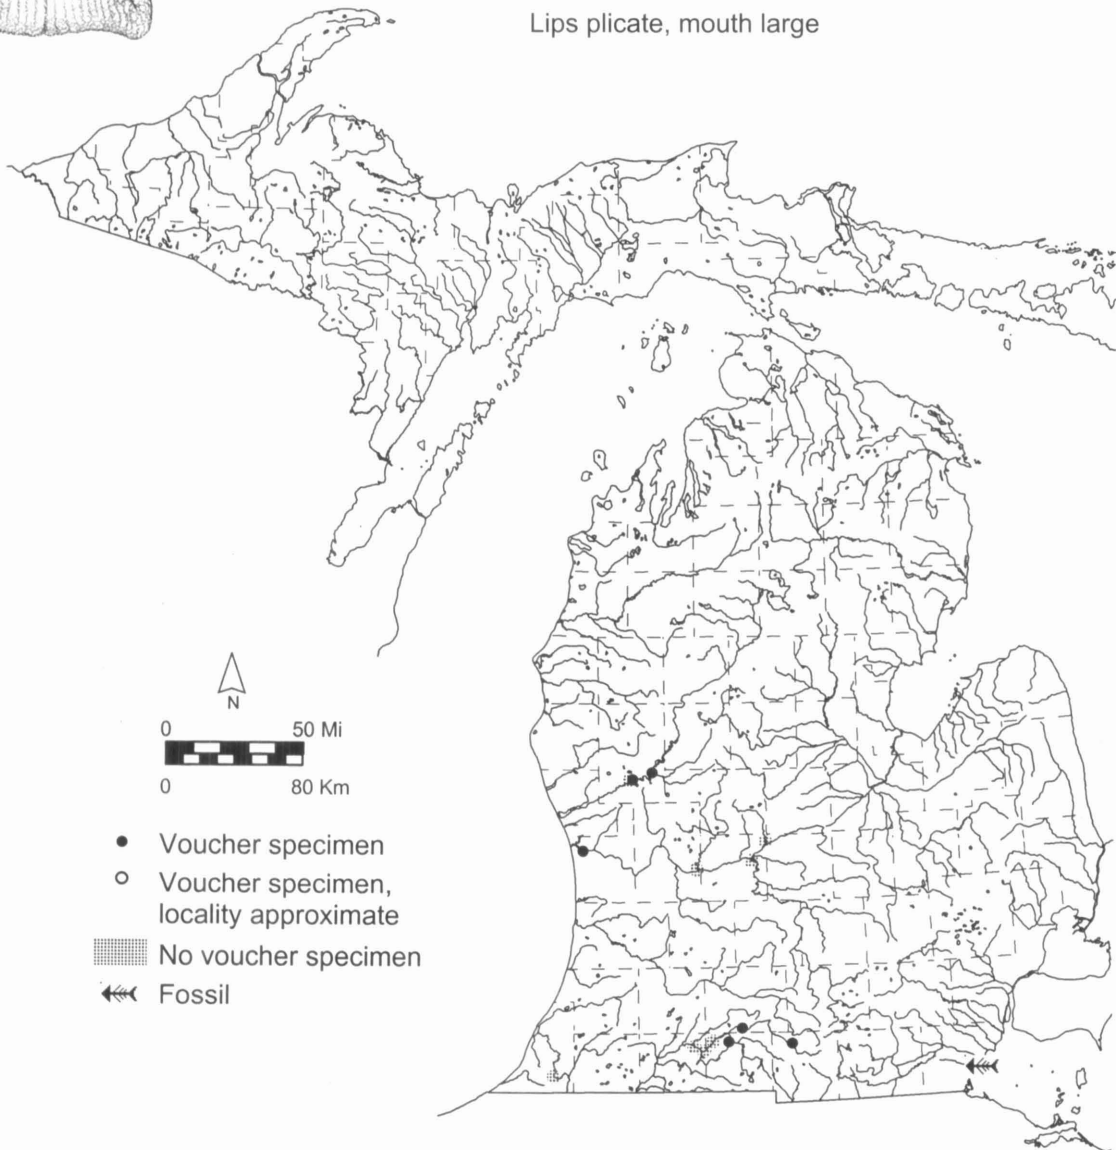 Lips plicate, mouth large
N
0 50 Mi
0 80 Km
Voucher specimen
Voucher specimen,
locality approximate
No voucher specimen
Fossil